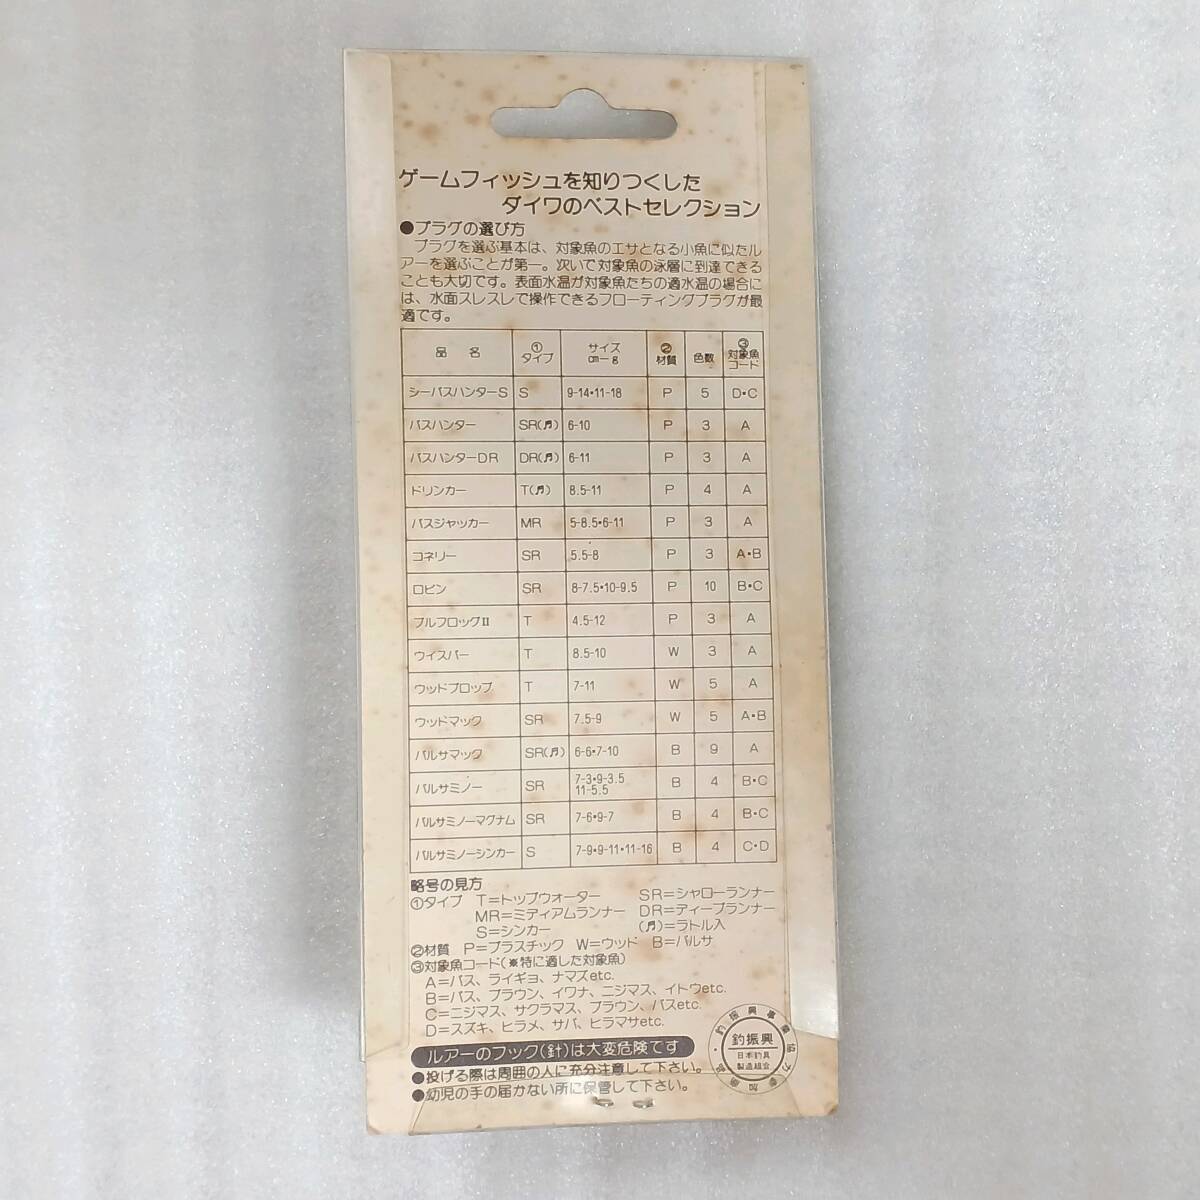 ゲームフィッシュを知りつくした
ダイワのベストセレクション
●プラグの選び方
プラグを選ぶ基本は、対象魚のエサとなる小魚に似たル
アーを選ぶことが第一。次いで対象魚の泳層に到達できる
ことも大切です。表面水温が対象魚たちの適水温の場合に
は、水面スレスレで操作できるフローティングプラグが最
適です。
品 名 ①タイプ サイズ cm－g ②材質 色数 ③対象魚コード
シーバスハンターS S 9-14•11-18 P 5 D•C
バスハンター SR(♬) 6-10 P 3 A
バスハンターDR DR(♬) 6-11 P 3 A
ドリンカー T(♬) 8.5-11 P 4 A
バスジャッカー MR 5-8.5•6-11 P 3 A
コネリー SR 5.5-8 P 3 A•B
ロビン SR 8-7.5•10-9.5 P 10 B•C
ブルフロッグⅡ T 4.5-12 P 3 A
ウイスパー T 8.5-10 W 3 A
ウッドプロップ T 7-11 W 5 A
ウッドマック SR 7.5-9 W 5 A•B
バルサマック SR(♬) 6-6•7-10 B 9 A
バルサミノー SR 7-3•9-3.5 11-5.5 B 4 B•C
バルサミノーマグナム SR 7-6•9-7 B 4 B•C
バルサミノーシンカー S 7-9•9-11•11-16 B 4 C•D
略号の見方
①タイプ T＝トップウォーター SR＝シャローランナー
MR＝ミディアムランナー DR＝ディープランナー
S＝シンカー (♬)＝ラトル入
②材質 P＝プラスチック W＝ウッド B＝バルサ
③対象魚コード(※特に適した対象魚)
A＝バス、ライギョ、ナマズetc.
B＝バス、ブラウン、イワナ、ニジマス、イトウetc.
C＝ニジマス、サクラマス、ブラウン、バスetc.
D＝スズキ、ヒラメ、サバ、ヒラマサetc.
ルアーのフック(針)は大変危険です
●投げる際は周囲の人に充分注意して下さい。
●幼児の手の届かない所に保管して下さい。
釣振興事業協力参加商品
釣振興
日本釣具
製造組合